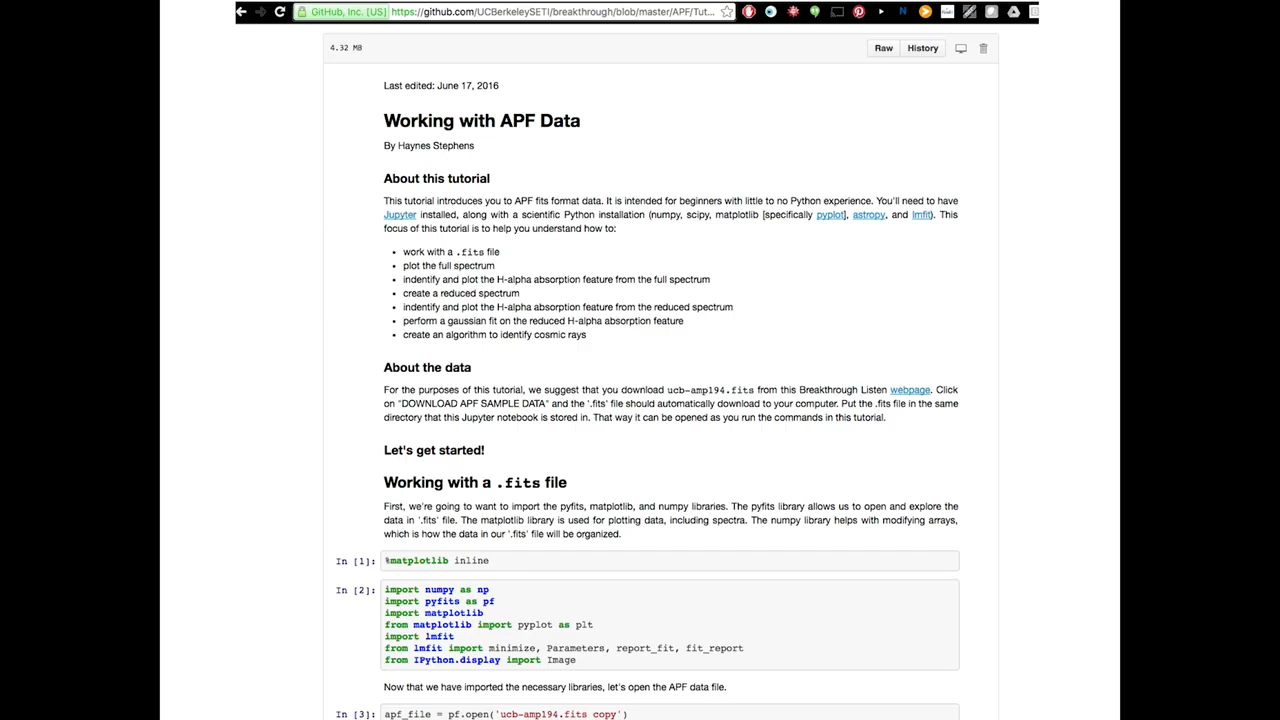 GitHub, Inc. [US] https://github.com/UCBerkeleySETI/breakthrough/blob/master/APF/Tut...
4.32 MB Raw History
Last edited: June 17, 2016
Working with APF Data
By Haynes Stephens
About this tutorial
This tutorial introduces you to APF fits format data. It is intended for beginners with little to no Python experience. You'll need to have
Jupyter installed, along with a scientific Python installation (numpy, scipy, matplotlib [specifically pyplot], astropy, and lmfit). This
focus of this tutorial is to help you understand how to:
• work with a .fits file
• plot the full spectrum
• indentify and plot the H-alpha absorption feature from the full spectrum
• create a reduced spectrum
• indentify and plot the H-alpha absorption feature from the reduced spectrum
• perform a gaussian fit on the reduced H-alpha absorption feature
• create an algorithm to identify cosmic rays
About the data
For the purposes of this tutorial, we suggest that you download ucb-amp194.fits from this Breakthrough Listen webpage. Click
on "DOWNLOAD APF SAMPLE DATA" and the '.fits' file should automatically download to your computer. Put the .fits file in the same
directory that this Jupyter notebook is stored in. That way it can be opened as you run the commands in this tutorial.
Let's get started!
Working with a .fits file
First, we're going to want to import the pyfits, matplotlib, and numpy libraries. The pyfits library allows us to open and explore the
data in '.fits' file. The matplotlib library is used for plotting data, including spectra. The numpy library helps with modifying arrays,
which is how the data in our '.fits' file will be organized.
In [1]: %matplotlib inline
In [2]: import numpy as np
import pyfits as pf
import matplotlib
from matplotlib import pyplot as plt
import lmfit
from lmfit import minimize, Parameters, report_fit, fit_report
from IPython.display import Image
Now that we have imported the necessary libraries, let's open the APF data file.
In [3]: apf_file = pf.open('ucb-amp194.fits copy')